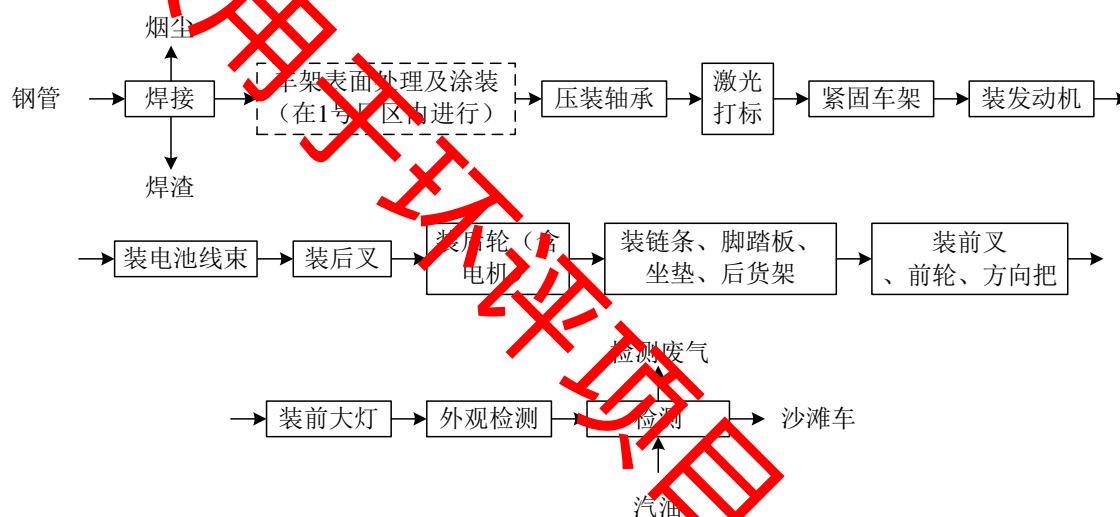 烟尘
钢管
焊接
车架表面处理及涂装
(在1号厂区内进行)
压装轴承
激光
打标
紧固车架
装发动机
焊渣
装电池线束
装后叉
装后轮(含
电机
装链条、脚踏板、
坐垫、后货架
装前叉
、前轮、方向把
检测废气
装前大灯
外观检测
检测
沙滩车
汽油
用于环评项目